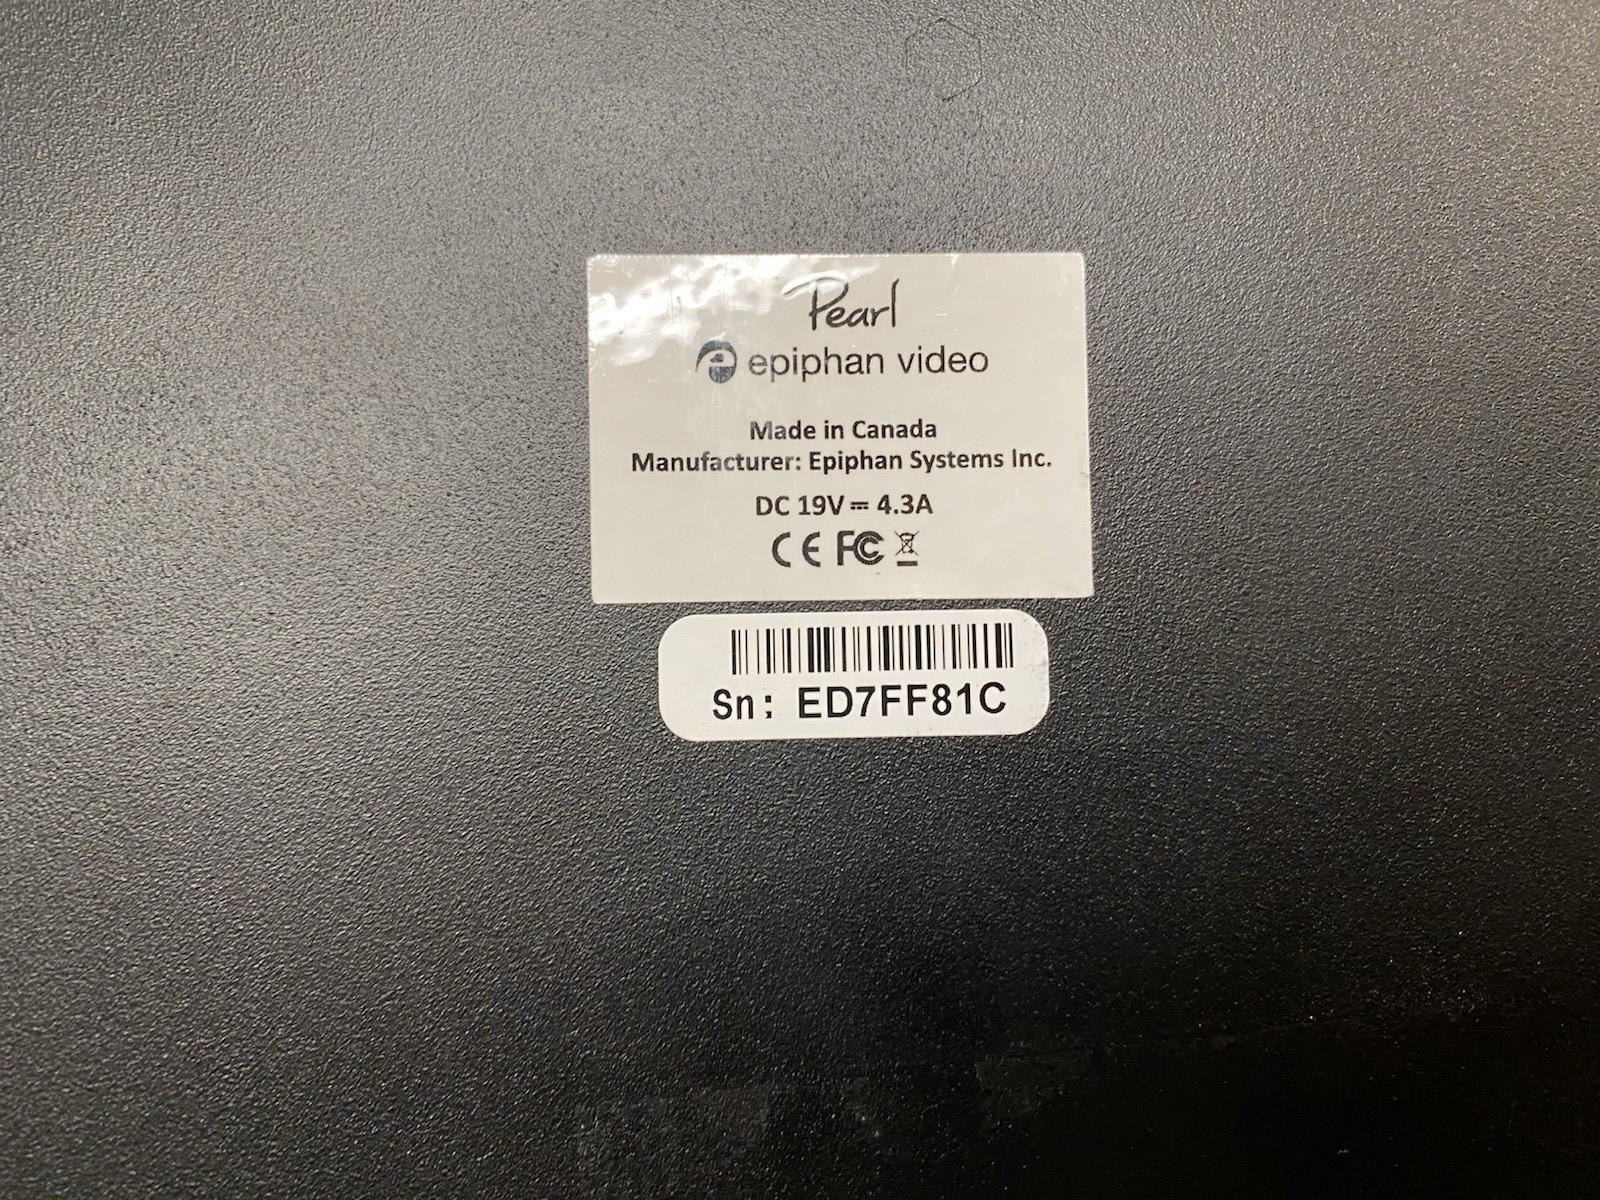 Pearl
epiphan video
Made in Canada
Manufacturer: Epiphan Systems Inc.
DC 19V ⎓ 4.3A
CE FC
Sn: ED7FF81C